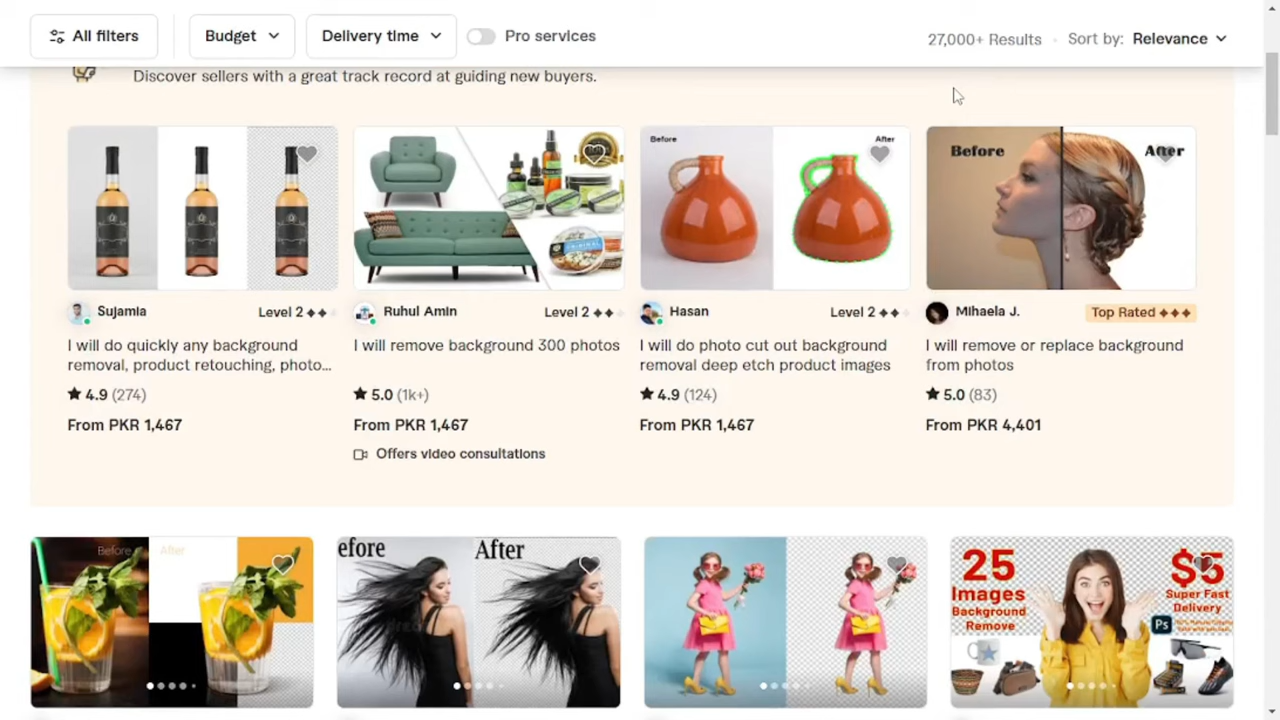 All filters
Budget
Delivery time
Pro services
27,000+ Results
Sort by: Relevance
Discover sellers with a great track record at guiding new buyers.
Before
After
Before
After
Sujamia
Level 2
Ruhul Amin
Level 2
Hasan
Level 2
Mihaela J.
Top Rated
I will do quickly any background
removal, product retouching, photo...
I will remove background 300 photos
I will do photo cut out background
removal deep etch product images
I will remove or replace background
from photos
4.9 (274)
5.0 (1k+)
4.9 (124)
5.0 (83)
From PKR 1,467
From PKR 1,467
From PKR 1,467
From PKR 4,401
Offers video consultations
Before
After
efore
After
25
Images
Background
Remove
$5
Super Fast
Delivery
Ps